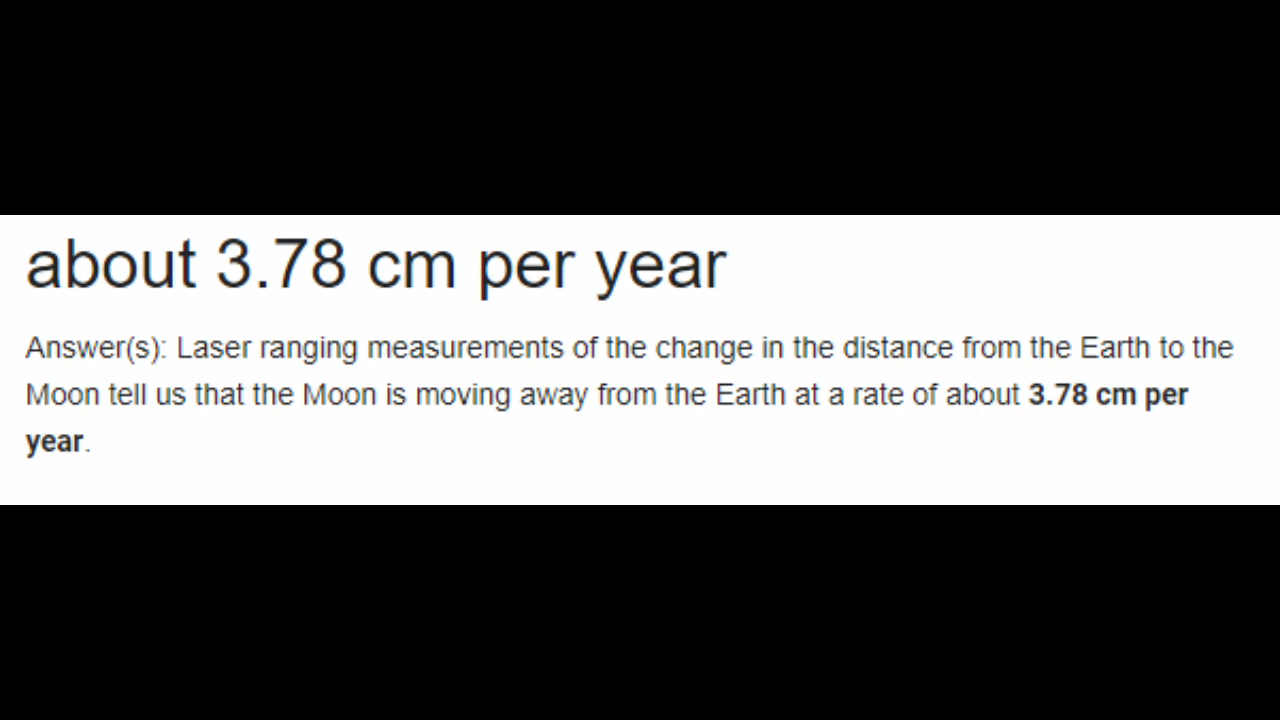 about 3.78 cm per year
Answer(s): Laser ranging measurements of the change in the distance from the Earth to the
Moon tell us that the Moon is moving away from the Earth at a rate of about 3.78 cm per
year.